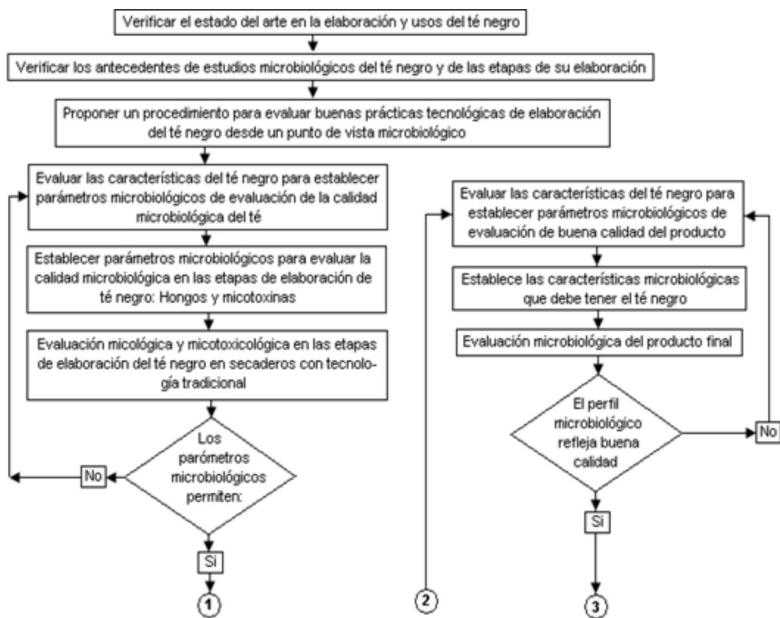 Verificar el estado del arte en la elaboración y usos del té negro
Verificar los antecedentes de estudios microbiológicos del té negro y de las etapas de su elaboración
Proponer un procedimiento para evaluar buenas prácticas tecnológicas de elaboración
del té negro desde un punto de vista microbiológico
Evaluar las características del té negro para establecer
parámetros microbiológicos de evaluación de la calidad
microbiológica del té
Establecer parámetros microbiológicos para evaluar la
calidad microbiológica en las etapas de elaboración de
té negro: Hongos y micotoxinas
Evaluación micológica y micotoxicológica en las etapas
de elaboración del té negro en secaderos con tecnolo-
gía tradicional
Los
parómetros
microbiológicos
permiten:
No
Si
1
Evaluar las características del té negro para
establecer parámetros microbiológicos de
evaluación de buena calidad del producto
Establece las características microbiológicas
que debe tener el té negro
Evaluación microbiológica del producto final
El perfil
microbiológico
refleja buena
calidad
No
Si
2
3